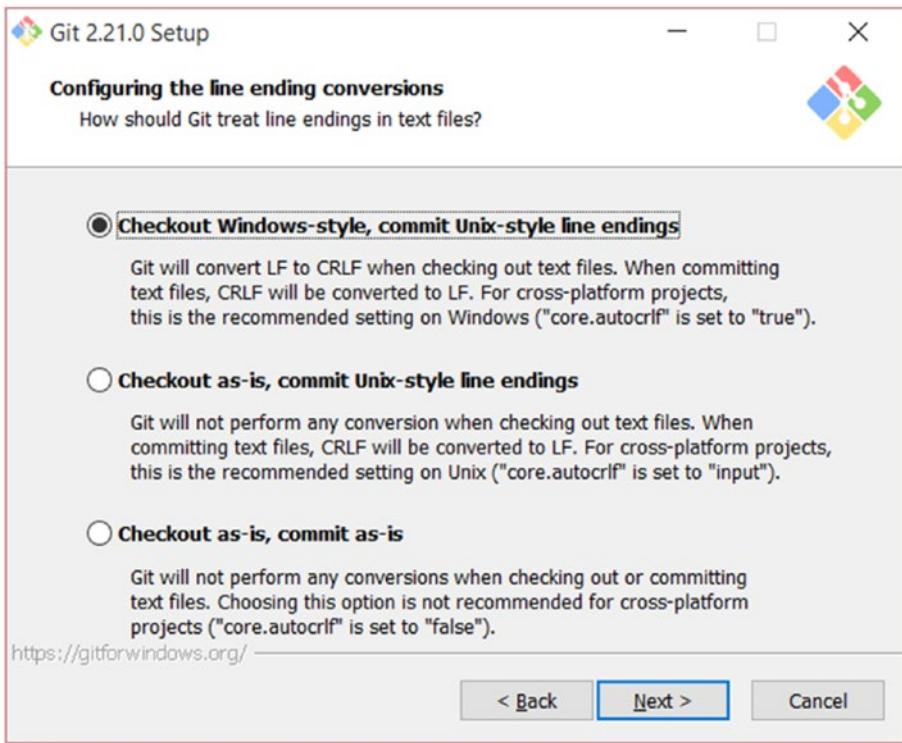 Git 2.21.0 Setup
Configuring the line ending conversions
How should Git treat line endings in text files?
Checkout Windows-style, commit Unix-style line endings
Git will convert LF to CRLF when checking out text files. When committing
text files, CRLF will be converted to LF. For cross-platform projects,
this is the recommended setting on Windows ("core.autocrlf" is set to "true").
Checkout as-is, commit Unix-style line endings
Git will not perform any conversion when checking out text files. When
committing text files, CRLF will be converted to LF. For cross-platform projects,
this is the recommended setting on Unix ("core.autocrlf" is set to "input").
Checkout as-is, commit as-is
Git will not perform any conversions when checking out or committing
text files. Choosing this option is not recommended for cross-platform
projects ("core.autocrlf" is set to "false").
https://gitforwindows.org/
< Back Next > Cancel